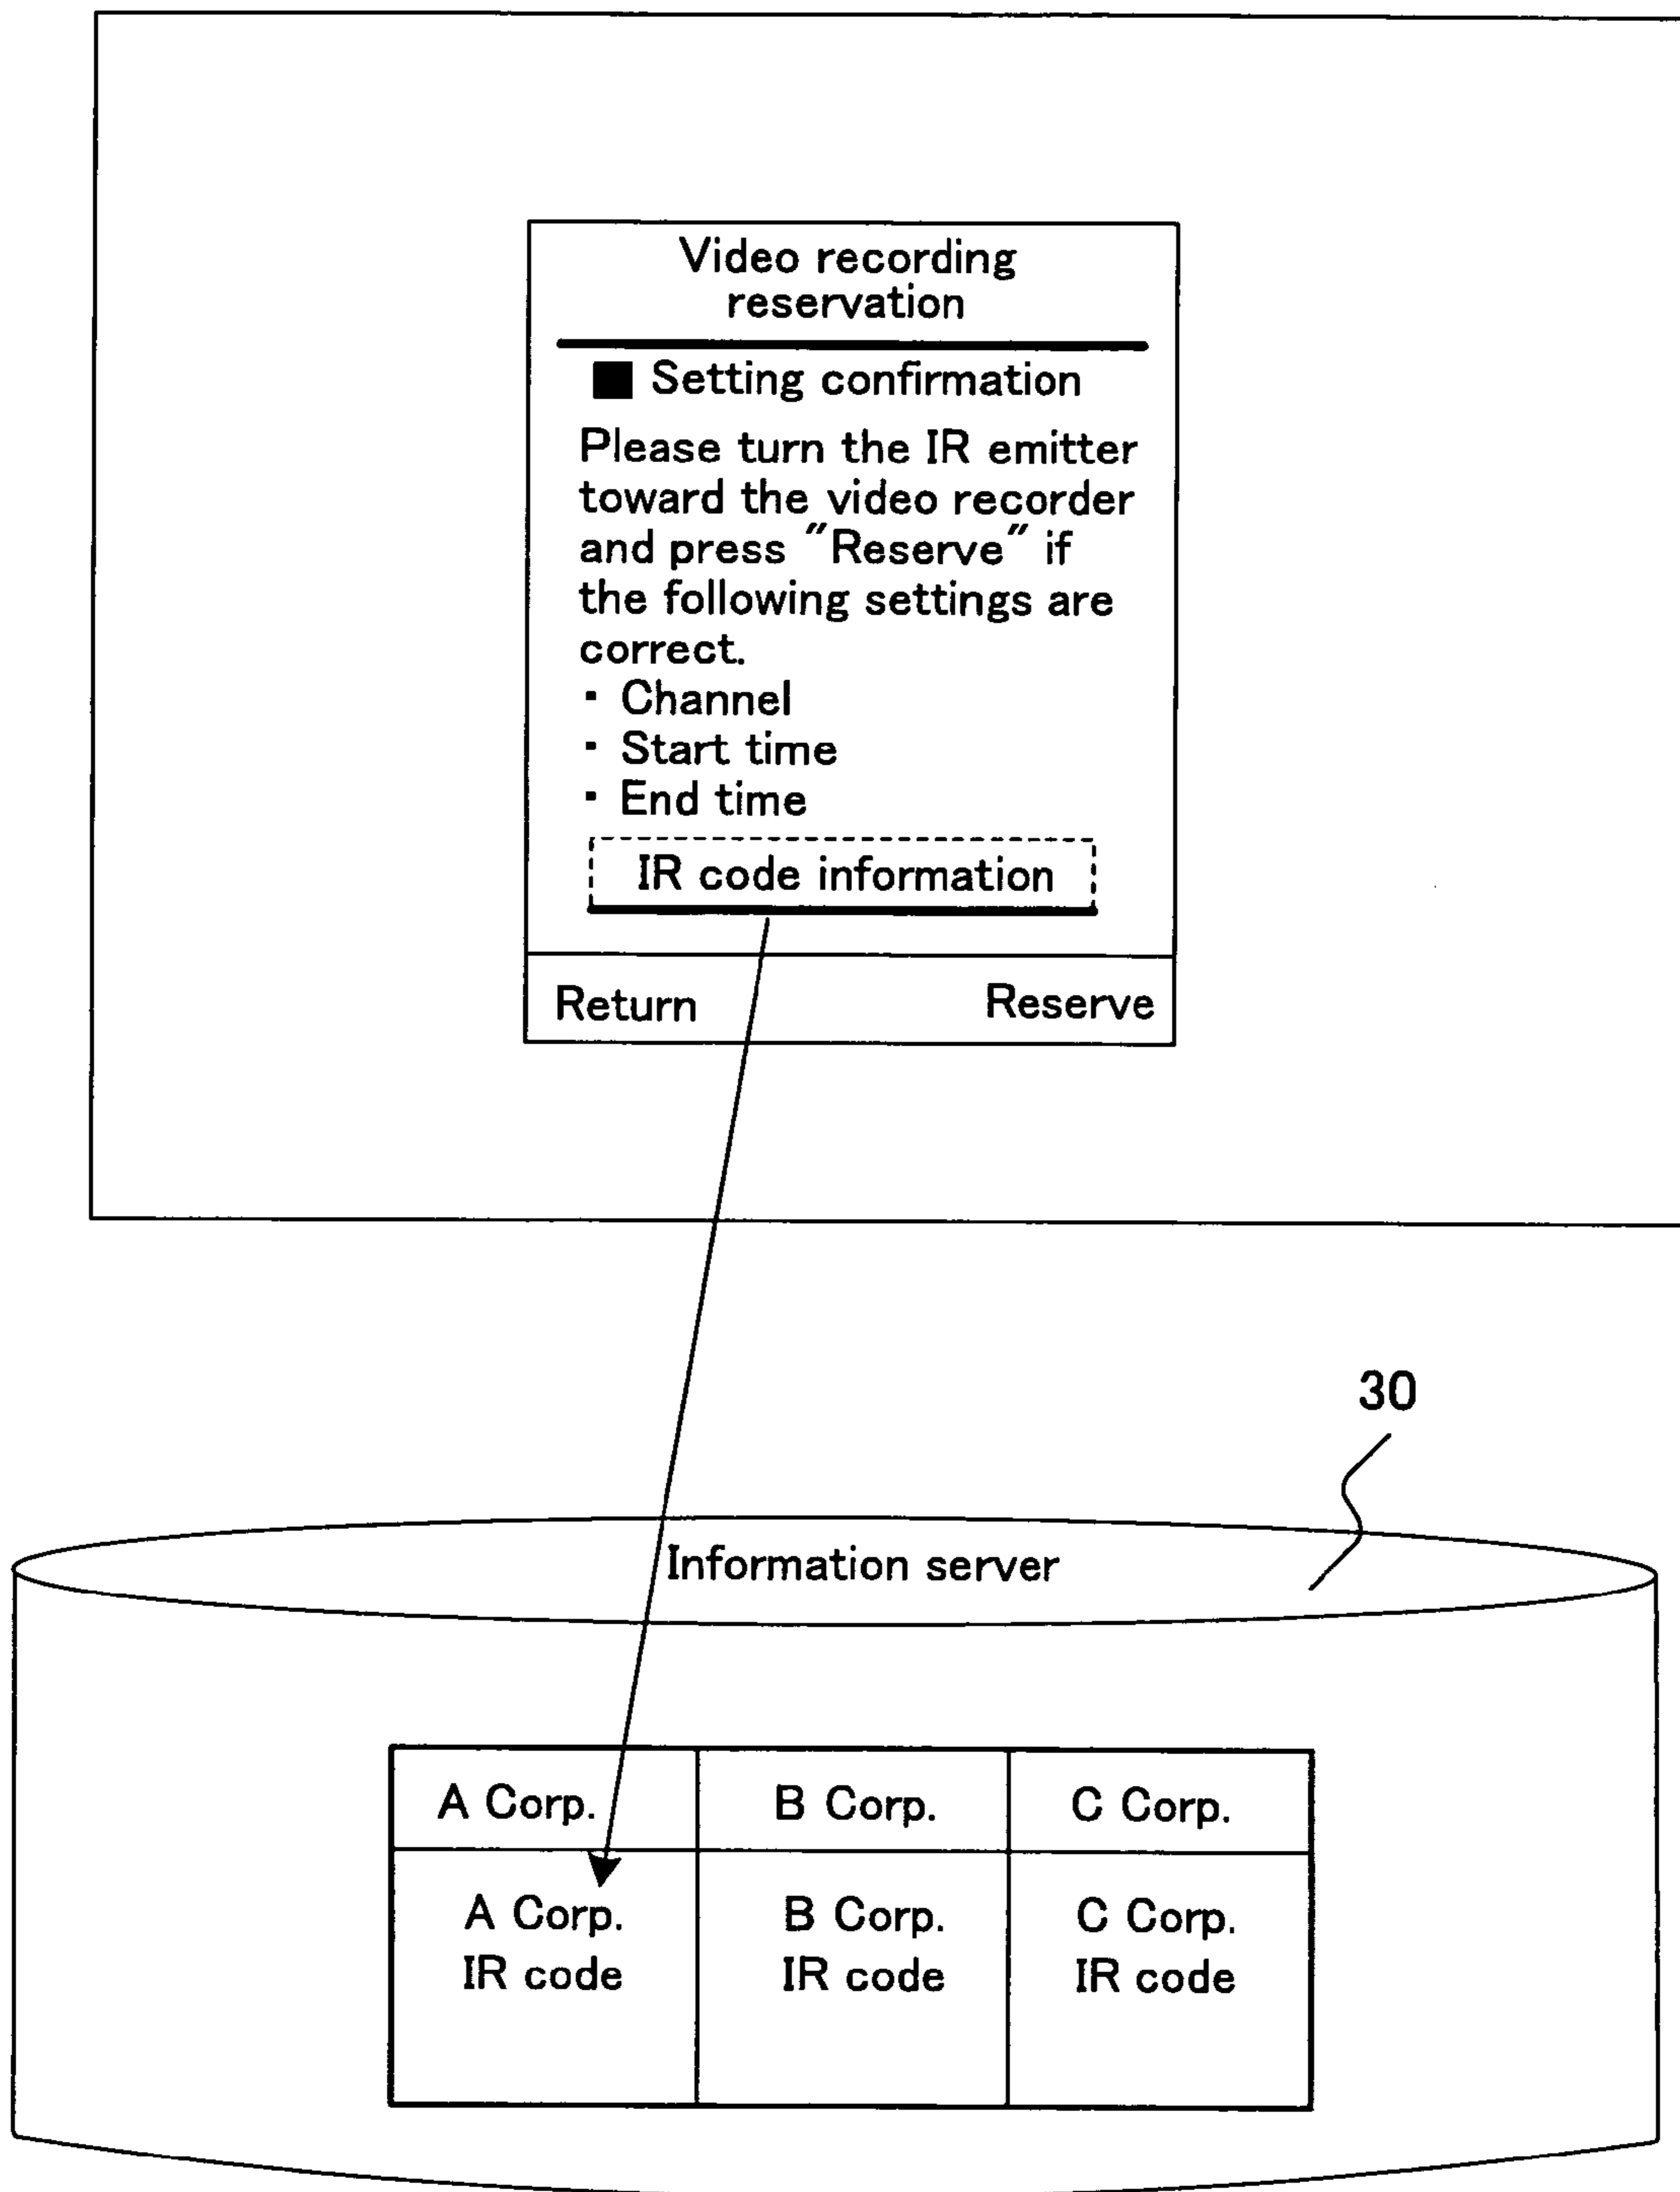 Video recording
reservation
■ Setting confirmation
Please turn the IR emitter
toward the video recorder
and press "Reserve" if
the following settings are
correct.
・ Channel
・ Start time
・ End time
IR code information
Return Reserve
30
Information server
A Corp. B Corp. C Corp.
A Corp. B Corp. C Corp.
IR code IR code IR code